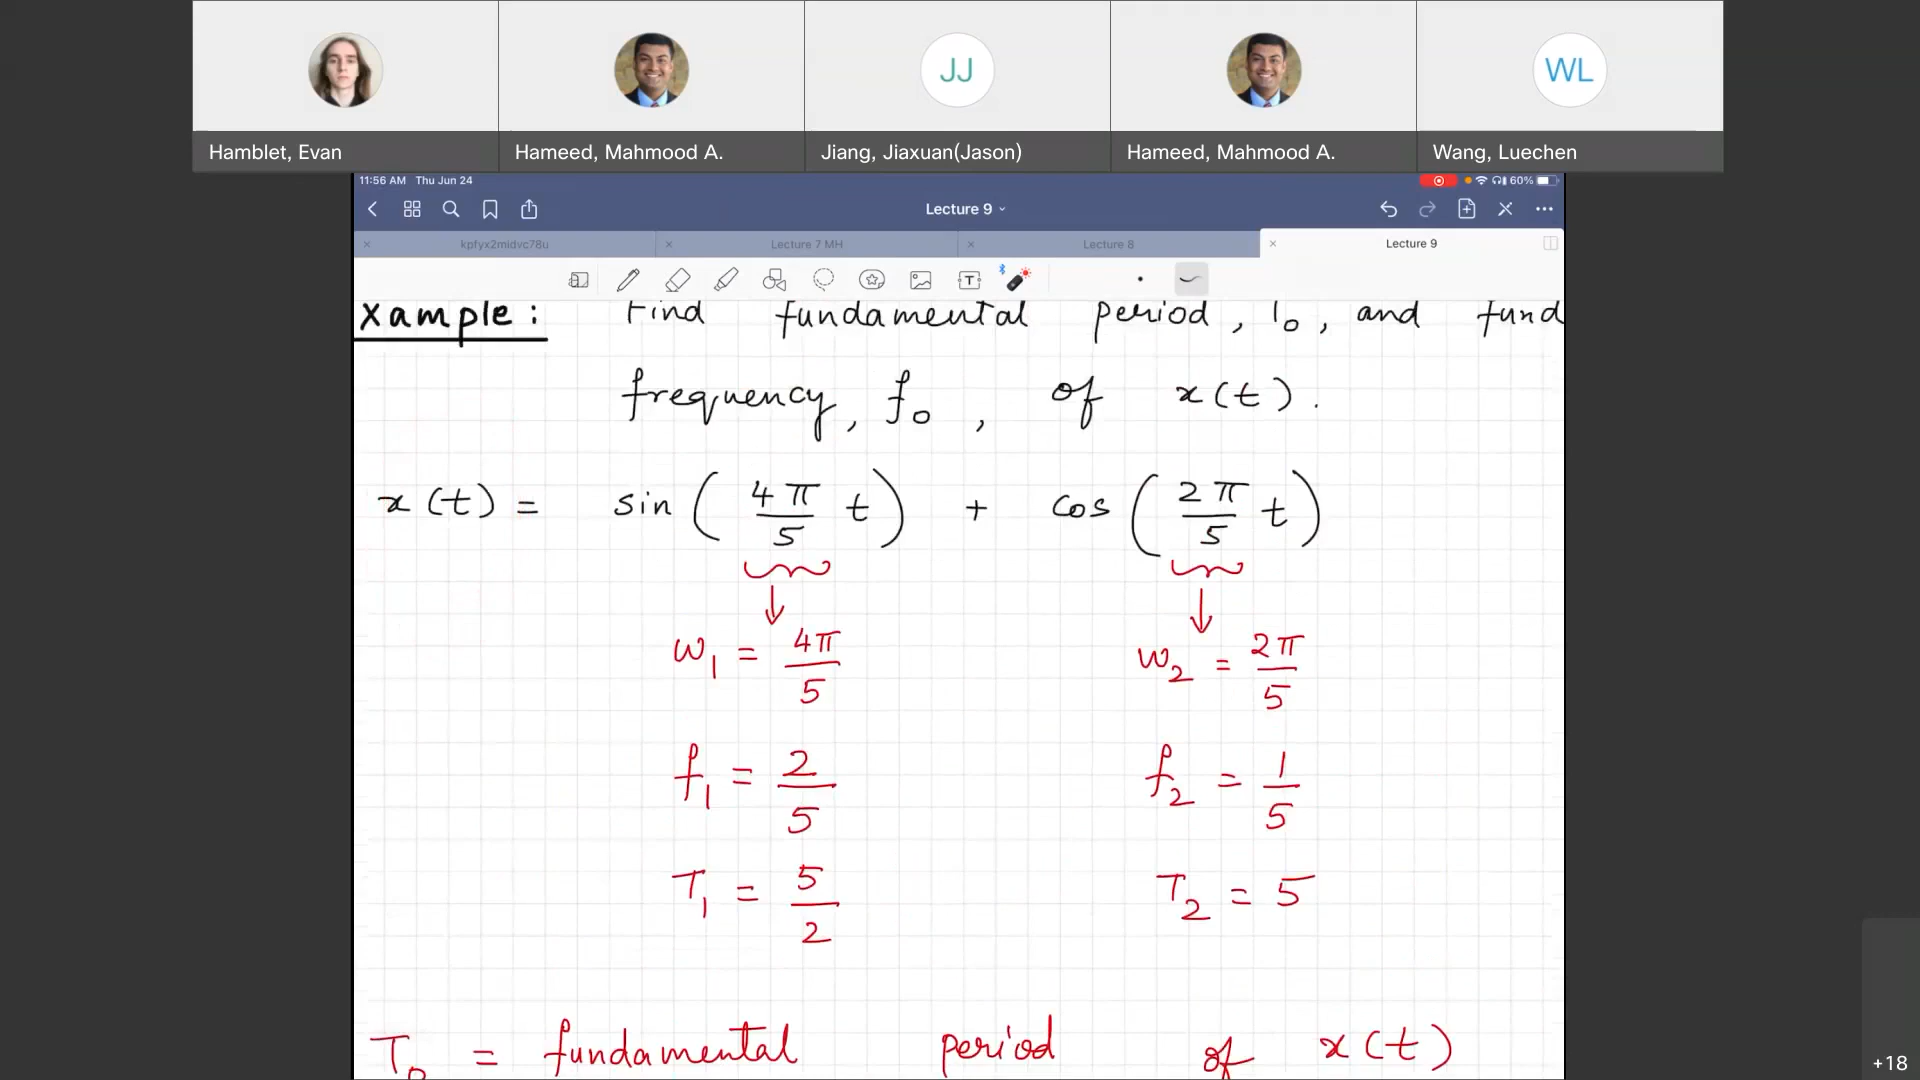 JJ
WL
Hamblet, Evan
Hameed, Mahmood A.
Jiang, Jiaxuan(Jason)
Hameed, Mahmood A.
Wang, Luechen
11:56 AM Thu Jun 24
60%
Lecture 9
kpfyx2midvc78u
Lecture 7 MH
Lecture 8
Lecture 9
xample : Find fundamental period, T₀, and fund
frequency, f₀, of x(t).
x(t) = sin(4π/5 t) + cos(2π/5 t)
ω₁ = 4π/5 ω₂ = 2π/5
f₁ = 2/5 f₂ = 1/5
T₁ = 5/2 T₂ = 5
T₀ = fundamental period of x(t)
+18